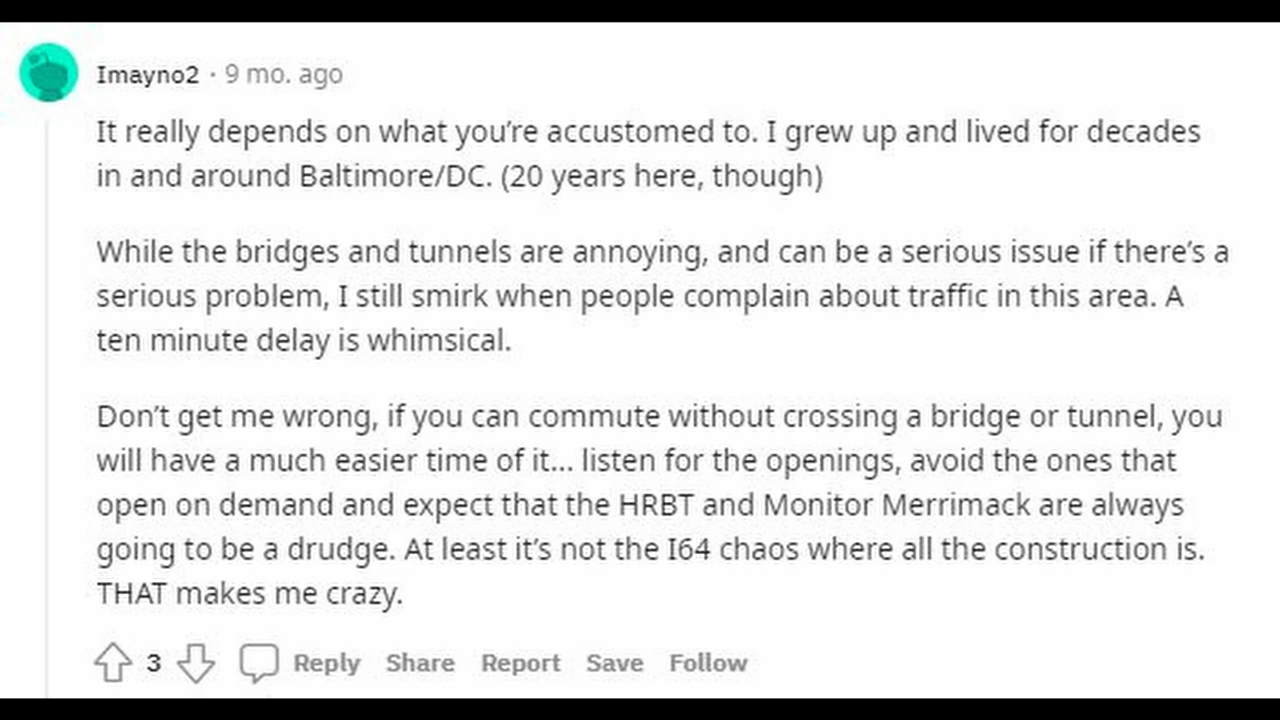 Imayno2 · 9 mo. ago
It really depends on what you’re accustomed to. I grew up and lived for decades
in and around Baltimore/DC. (20 years here, though)
While the bridges and tunnels are annoying, and can be a serious issue if there’s a
serious problem, I still smirk when people complain about traffic in this area. A
ten minute delay is whimsical.
Don’t get me wrong, if you can commute without crossing a bridge or tunnel, you
will have a much easier time of it... listen for the openings, avoid the ones that
open on demand and expect that the HRBT and Monitor Merrimack are always
going to be a drudge. At least it’s not the I64 chaos where all the construction is.
THAT makes me crazy.
3 Reply Share Report Save Follow